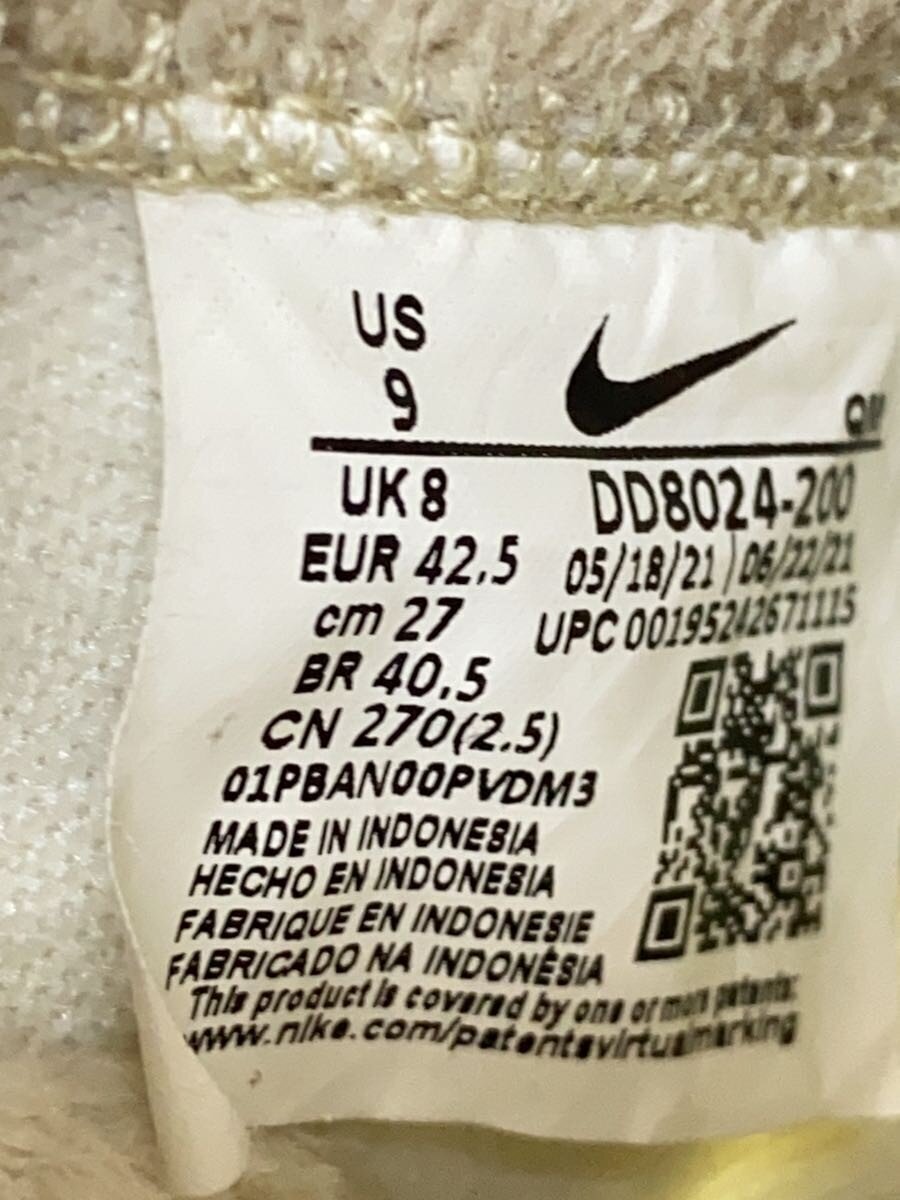 US
9
UK 8
EUR 42.5
cm 27
BR 40.5
CN 270(2.5)
01PBAN00PVDM3
MADE IN INDONESIA
HECHO EN INDONESIA
FABRIQUE EN INDONESIE
FABRICADO NA INDONÉSIA
This product is covered by one or more patents:
www.nike.com/patentsvirtualmarking
DD8024-200
05/18/21 06/22/21
UPC 00195242671115